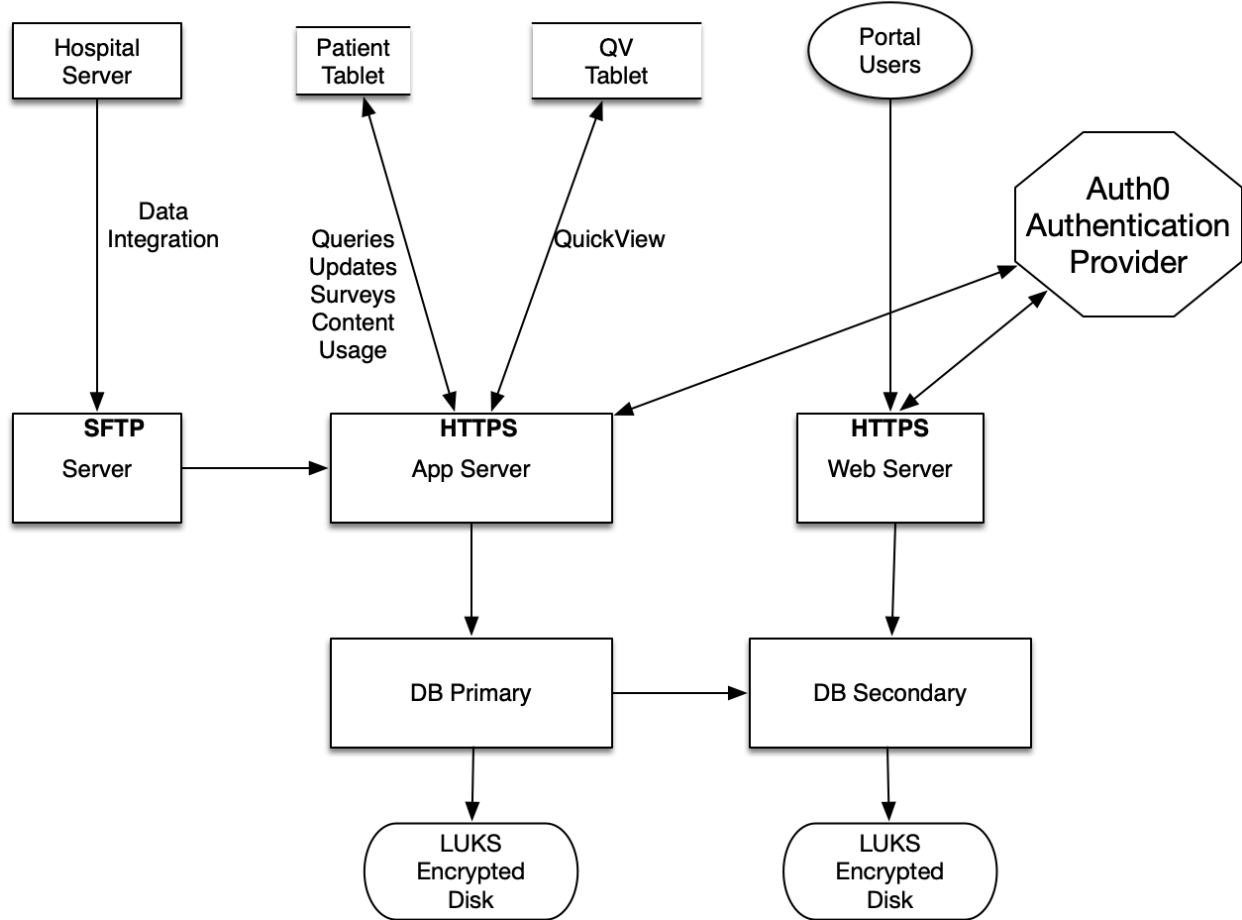 Hospital
Server
Patient
Tablet
QV
Tablet
Portal
Users
Auth0
Authentication
Provider
Data
Integration
Queries
Updates
Surveys
Content
Usage
QuickView
SFTP
Server
HTTPS
App Server
HTTPS
Web Server
DB Primary
DB Secondary
LUKS
Encrypted
Disk
LUKS
Encrypted
Disk